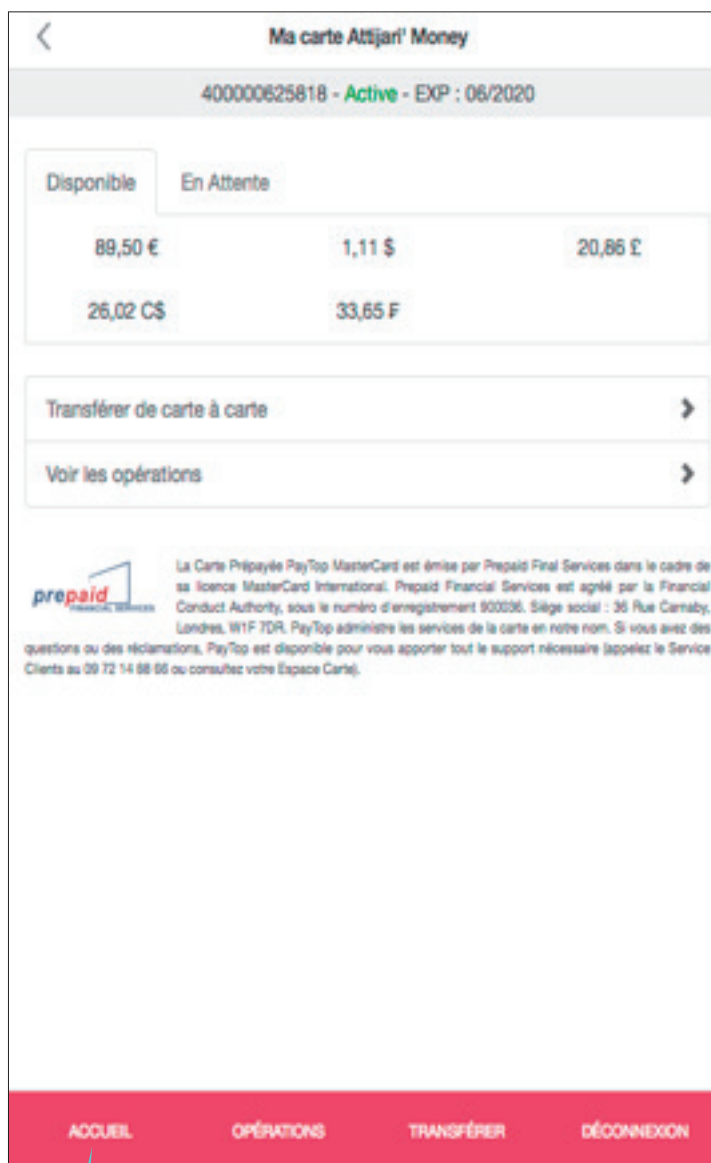 Ma carte Attijari' Money
400000625818 - Active - EXP : 06/2020
Disponible En Attente
89,50 € 1,11 $ 20,86 £
26,02 C$ 33,65 ₣
Transférer de carte à carte
Voir les opérations
prepaid
FINANCIAL SERVICES
La Carte Prépayée PayTop MasterCard est émise par Prepaid Final Services dans le cadre de
sa licence MasterCard International. Prepaid Financial Services est agréé par la Financial
Conduct Authority, sous le numéro d'enregistrement 900036. Siège social : 36 Rue Carnaby,
Londres, W1F 7DR. PayTop administre les services de la carte en notre nom. Si vous avez des
questions ou des réclamations, PayTop est disponible pour vous apporter tout le support nécessaire (appelez le Service
Clients au 09 72 14 88 66 ou consultez votre Espace Carte).
ACCUEIL OPÉRATIONS TRANSFÉRER DÉCONNEXION